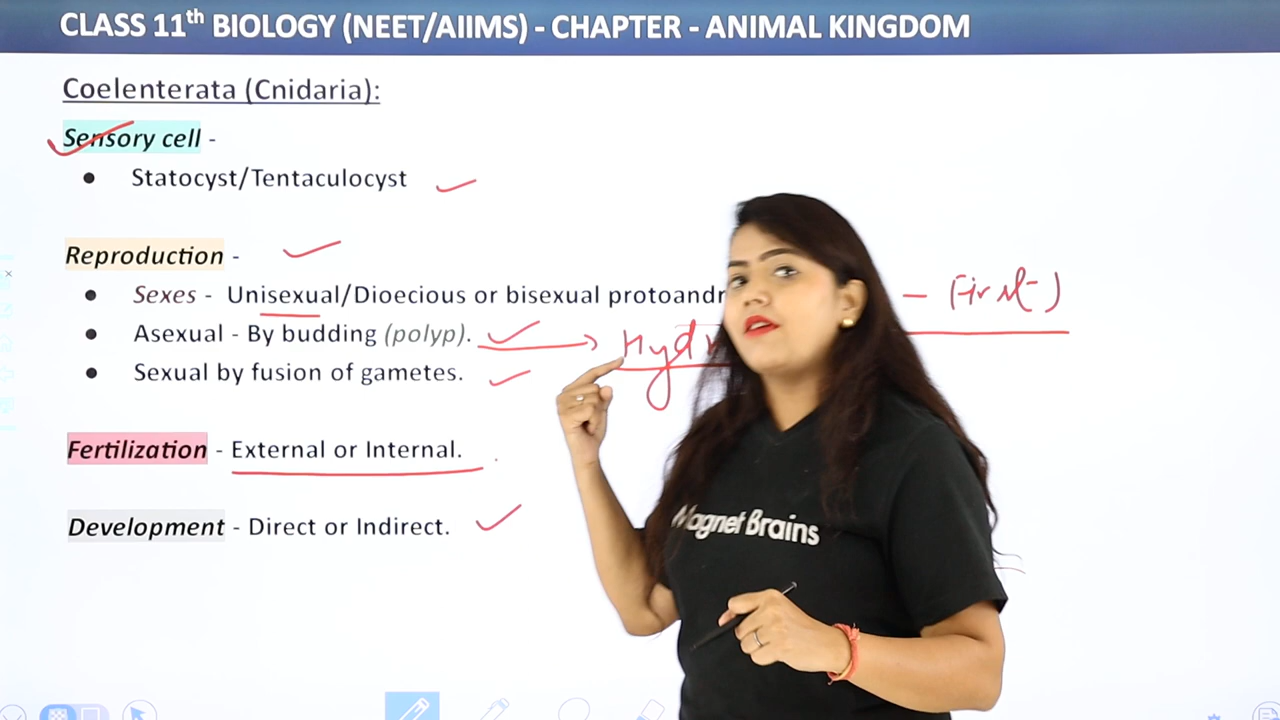 CLASS 11th BIOLOGY (NEET/AIIMS) - CHAPTER - ANIMAL KINGDOM
Coelenterata (Cnidaria):
Sensory cell -
• Statocyst/Tentaculocyst
Reproduction -
• Sexes - Unisexual/Dioecious or bisexual protoandr - First
• Asexual - By budding (polyp). → Hydr
• Sexual by fusion of gametes.
Fertilization - External or Internal.
Development - Direct or Indirect.
Magnet Brains